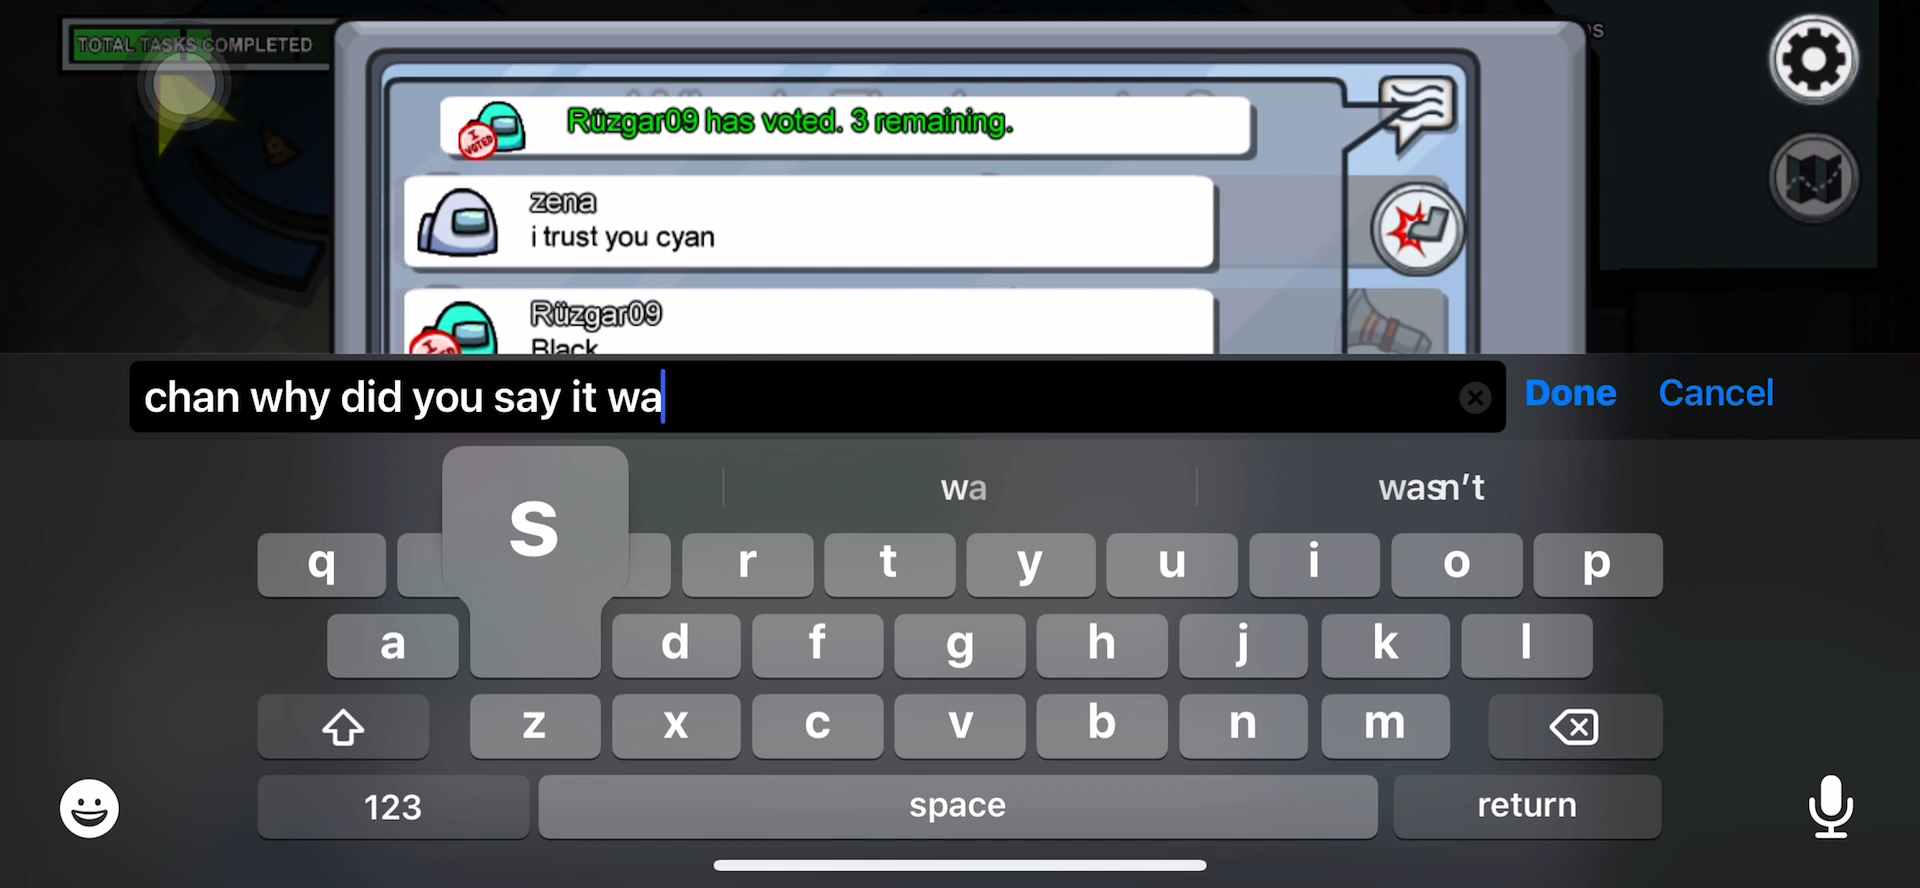 TOTAL TASKS COMPLETED
Rüzgar09 has voted. 3 remaining.
I VOTED
zena
i trust you cyan
Rüzgar09
Black
chan why did you say it wa
Done
Cancel
wa
wasn't
s
q r t y u i o p
a d f g h j k l
z x c v b n m
123
space
return